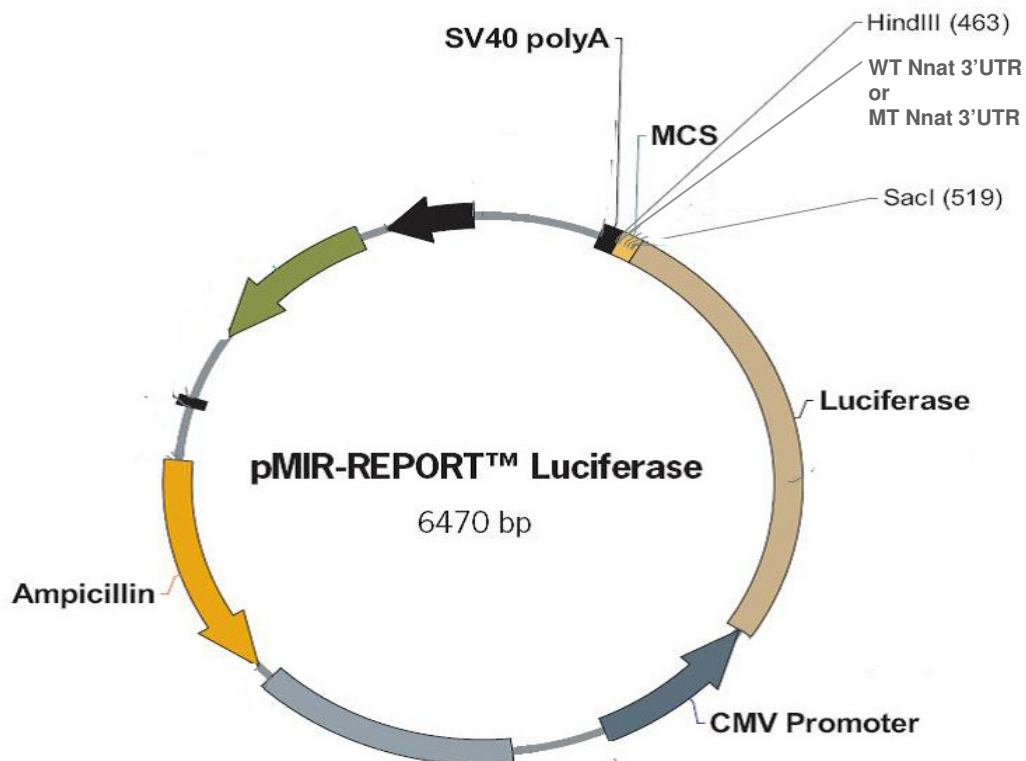 HindIII (463)
SV40 polyA
WT Nnat 3’UTR
or
MT Nnat 3’UTR
MCS
SacI (519)
Luciferase
pMIR-REPORT™ Luciferase
6470 bp
Ampicillin
CMV Promoter